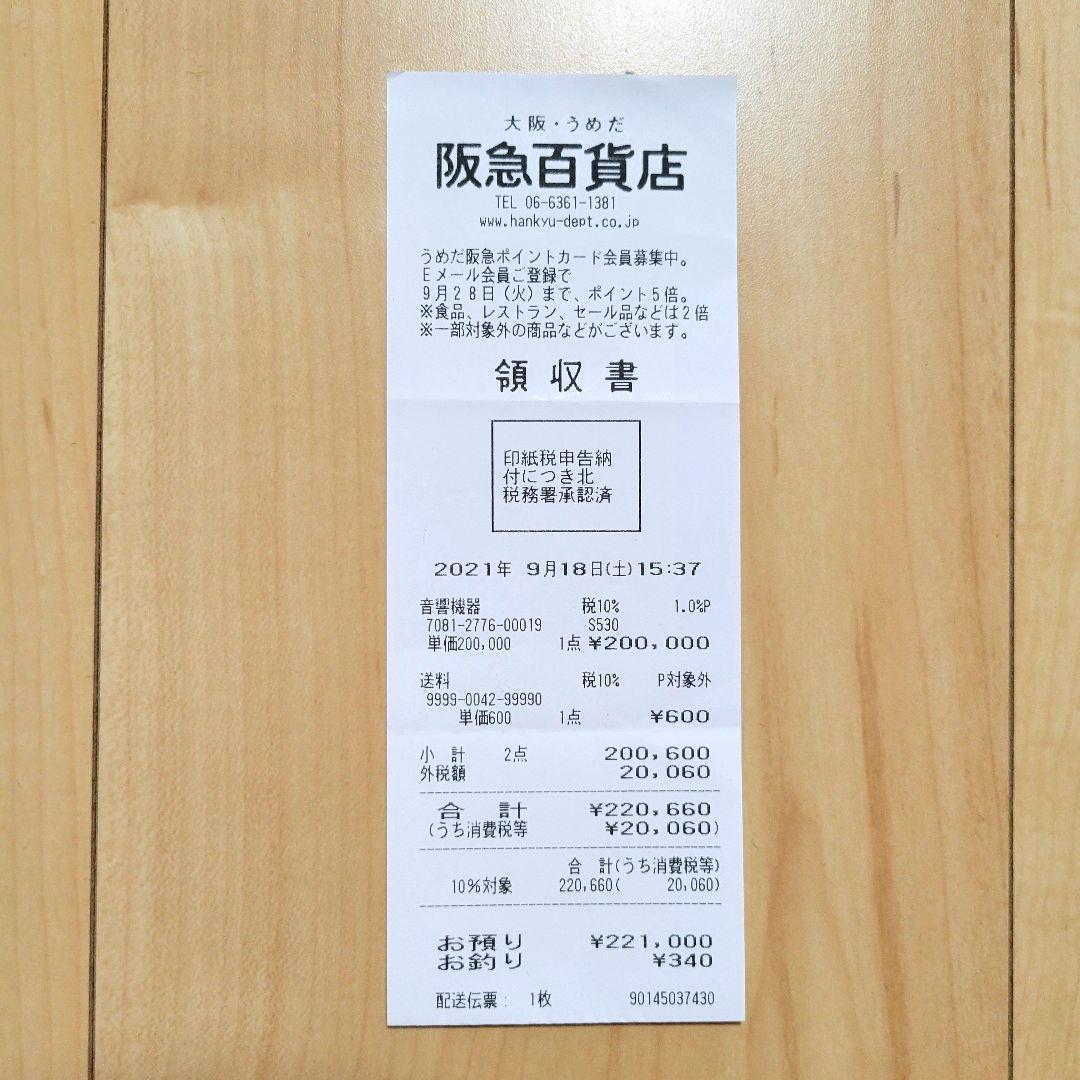 大阪・うめだ
阪急百貨店
TEL 06-6361-1381
www.hankyu-dept.co.jp
うめだ阪急ポイントカード会員募集中。
Eメール会員ご登録で
9月28日（火）まで、ポイント5倍。
※食品、レストラン、セール品などは2倍
※一部対象外の商品などがございます。
領収書
印紙税申告納
付につき北
税務署承認済
2021年 9月18日(土)15:37
音響機器 税10% 1.0%P
7081-2776-00019 S530
単価200,000 1点 ¥200,000
送料 税10% P対象外
9999-0042-99990
単価600 1点 ¥600
小 計 2点 200,600
外税額 20,060
合 計 ¥220,660
(うち消費税等 ¥20,060)
合 計(うち消費税等)
10%対象 220,660( 20,060)
お預り ¥221,000
お釣り ¥340
配送伝票: 1枚 90145037430